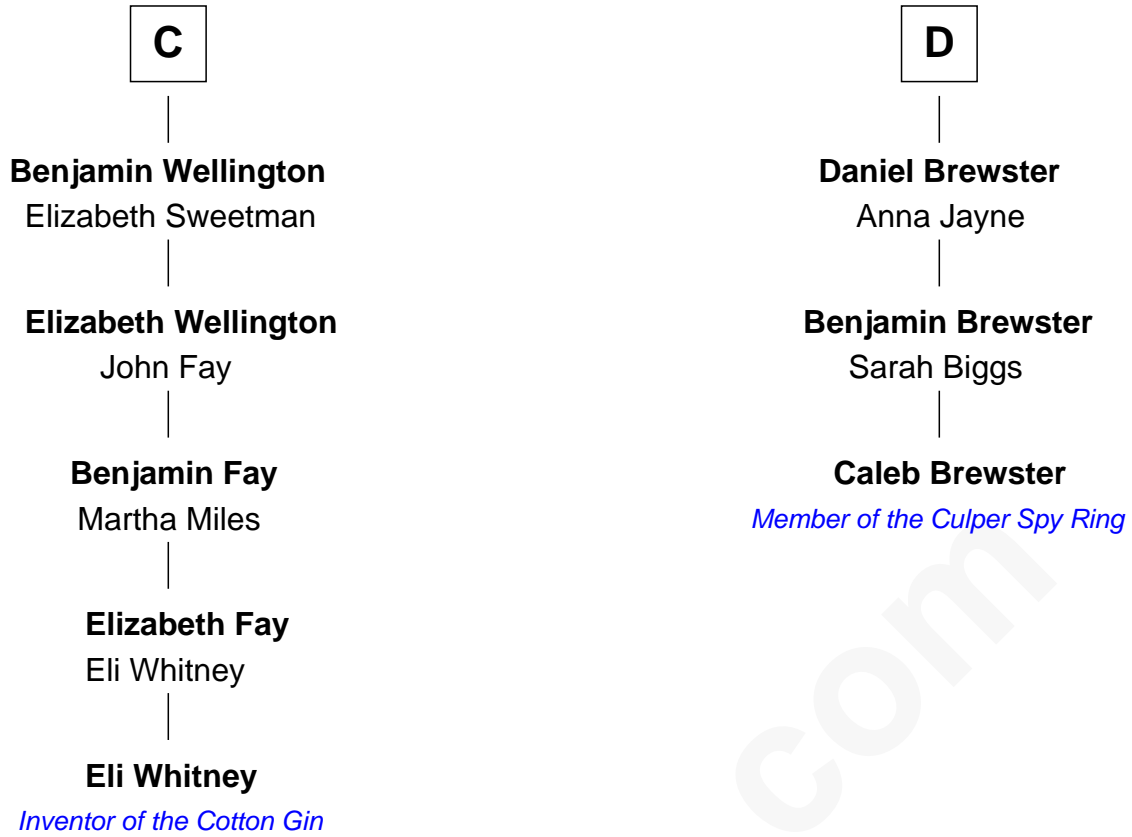 C
Benjamin Wellington
Elizabeth Sweetman
Elizabeth Wellington
John Fay
Benjamin Fay
Martha Miles
Elizabeth Fay
Eli Whitney
Eli Whitney
Inventor of the Cotton Gin
D
Daniel Brewster
Anna Jayne
Benjamin Brewster
Sarah Biggs
Caleb Brewster
Member of the Culper Spy Ring
com